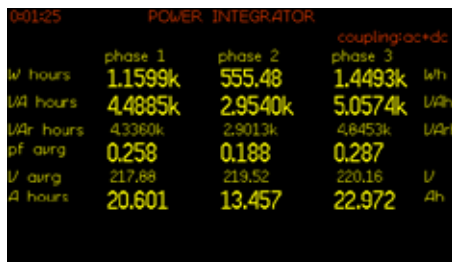 0:01:25 POWER INTEGRATOR
coupling:ac+dc
phase 1 phase 2 phase 3
W hours 1.1599k 555.48 1.4493k Wh
VA hours 4.4885k 2.9540k 5.0574k VAh
VAr hours 4.3360k 2.9013k 4.8453k VArh
pf avrg 0.258 0.188 0.287
V avrg 217.88 219.52 220.16 V
A hours 20.601 13.457 22.972 Ah